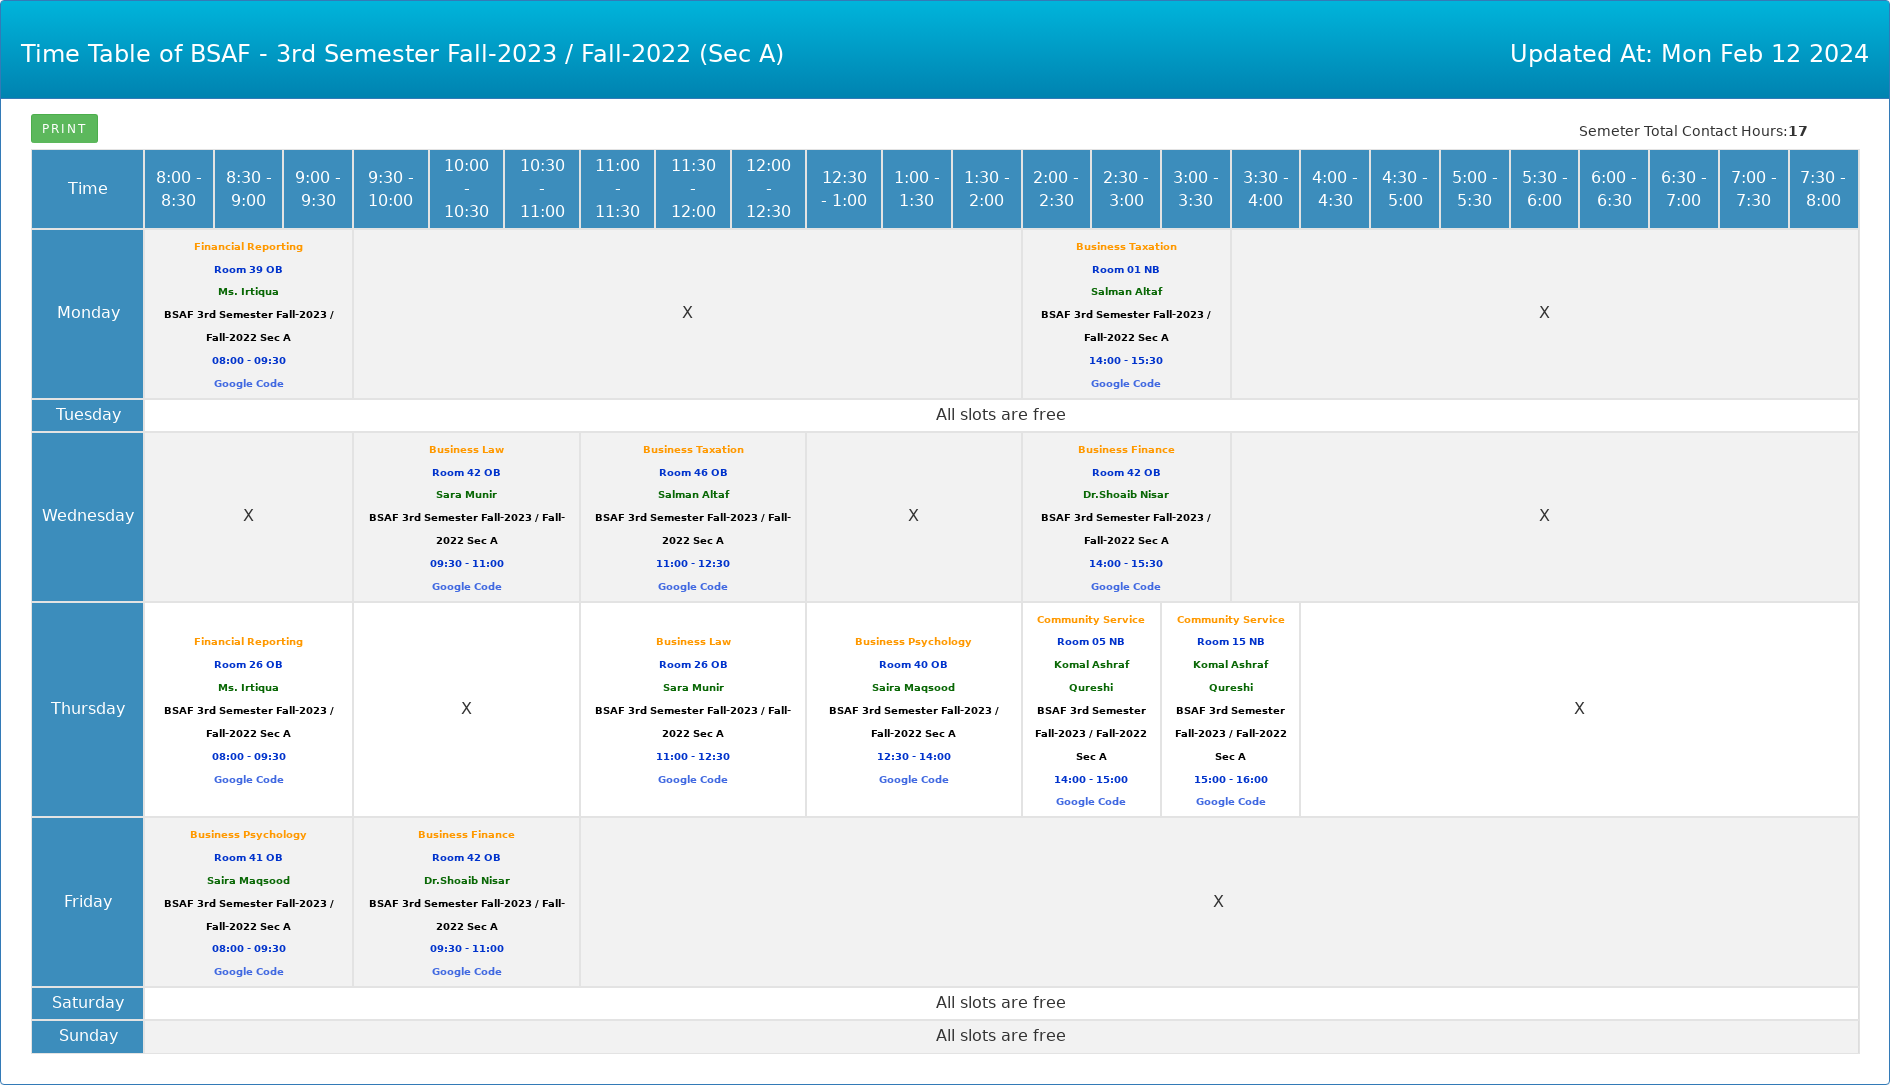 Time Table of BSAF - 3rd Semester Fall-2023 / Fall-2022 (Sec A)
Updated At: Mon Feb 12 2024
PRINT
Semeter Total Contact Hours:17
Time
8:00 -
8:30
8:30 -
9:00
9:00 -
9:30
9:30 -
10:00
10:00
-
10:30
10:30
-
11:00
11:00
-
11:30
11:30
-
12:00
12:00
-
12:30
12:30
- 1:00
1:00 -
1:30
1:30 -
2:00
2:00 -
2:30
2:30 -
3:00
3:00 -
3:30
3:30 -
4:00
4:00 -
4:30
4:30 -
5:00
5:00 -
5:30
5:30 -
6:00
6:00 -
6:30
6:30 -
7:00
7:00 -
7:30
7:30 -
8:00
Monday
Financial Reporting
Room 39 OB
Ms. Irtiqua
BSAF 3rd Semester Fall-2023 /
Fall-2022 Sec A
08:00 - 09:30
Google Code
X
Business Taxation
Room 01 NB
Salman Altaf
BSAF 3rd Semester Fall-2023 /
Fall-2022 Sec A
14:00 - 15:30
Google Code
X
Tuesday
All slots are free
Wednesday
X
Business Law
Room 42 OB
Sara Munir
BSAF 3rd Semester Fall-2023 / Fall-
2022 Sec A
09:30 - 11:00
Google Code
Business Taxation
Room 46 OB
Salman Altaf
BSAF 3rd Semester Fall-2023 / Fall-
2022 Sec A
11:00 - 12:30
Google Code
X
Business Finance
Room 42 OB
Dr.Shoaib Nisar
BSAF 3rd Semester Fall-2023 /
Fall-2022 Sec A
14:00 - 15:30
Google Code
X
Thursday
Financial Reporting
Room 26 OB
Ms. Irtiqua
BSAF 3rd Semester Fall-2023 /
Fall-2022 Sec A
08:00 - 09:30
Google Code
X
Business Law
Room 26 OB
Sara Munir
BSAF 3rd Semester Fall-2023 / Fall-
2022 Sec A
11:00 - 12:30
Google Code
Business Psychology
Room 40 OB
Saira Maqsood
BSAF 3rd Semester Fall-2023 /
Fall-2022 Sec A
12:30 - 14:00
Google Code
Community Service
Room 05 NB
Komal Ashraf
Qureshi
BSAF 3rd Semester
Fall-2023 / Fall-2022
Sec A
14:00 - 15:00
Google Code
Community Service
Room 15 NB
Komal Ashraf
Qureshi
BSAF 3rd Semester
Fall-2023 / Fall-2022
Sec A
15:00 - 16:00
Google Code
X
Friday
Business Psychology
Room 41 OB
Saira Maqsood
BSAF 3rd Semester Fall-2023 /
Fall-2022 Sec A
08:00 - 09:30
Google Code
Business Finance
Room 42 OB
Dr.Shoaib Nisar
BSAF 3rd Semester Fall-2023 / Fall-
2022 Sec A
09:30 - 11:00
Google Code
X
Saturday
All slots are free
Sunday
All slots are free